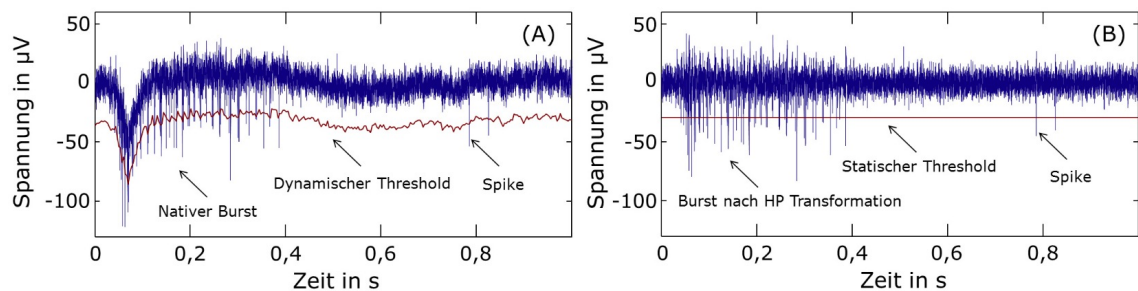 (A)
Spannung in µV
50
0
-50
-100
Nativer Burst
Dynamischer Threshold
Spike
0 0,2 0,4 0,6 0,8
Zeit in s
(B)
Spannung in µV
50
0
-50
-100
Statischer Threshold
Burst nach HP Transformation
Spike
0 0,2 0,4 0,6 0,8
Zeit in s